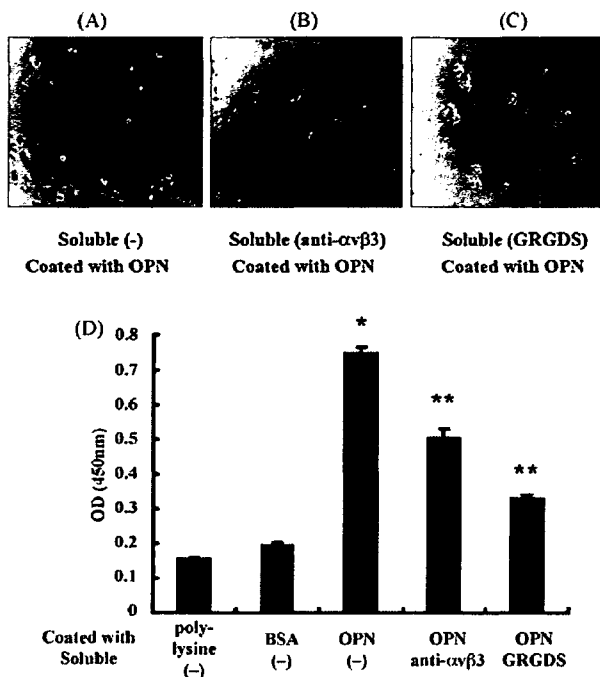 (A) (B) (C)
Soluble (-) Soluble (anti-αvβ3) Soluble (GRGDS)
Coated with OPN Coated with OPN Coated with OPN
(D)
0.8
0.7
0.6
0.5
0.4
0.3
0.2
0.1
0
OD (450nm)
*
**
**
Coated with poly- BSA OPN OPN OPN
Soluble lysine (-) (-) anti-αvβ3 GRGDS
(-)